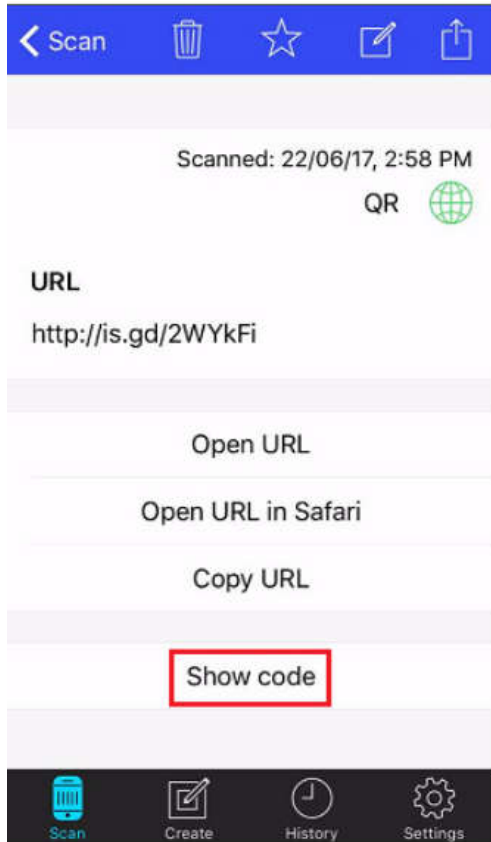 Scan
Scanned: 22/06/17, 2:58 PM
QR
URL
http://is.gd/2WYkFi
Open URL
Open URL in Safari
Copy URL
Show code
Scan Create History Settings